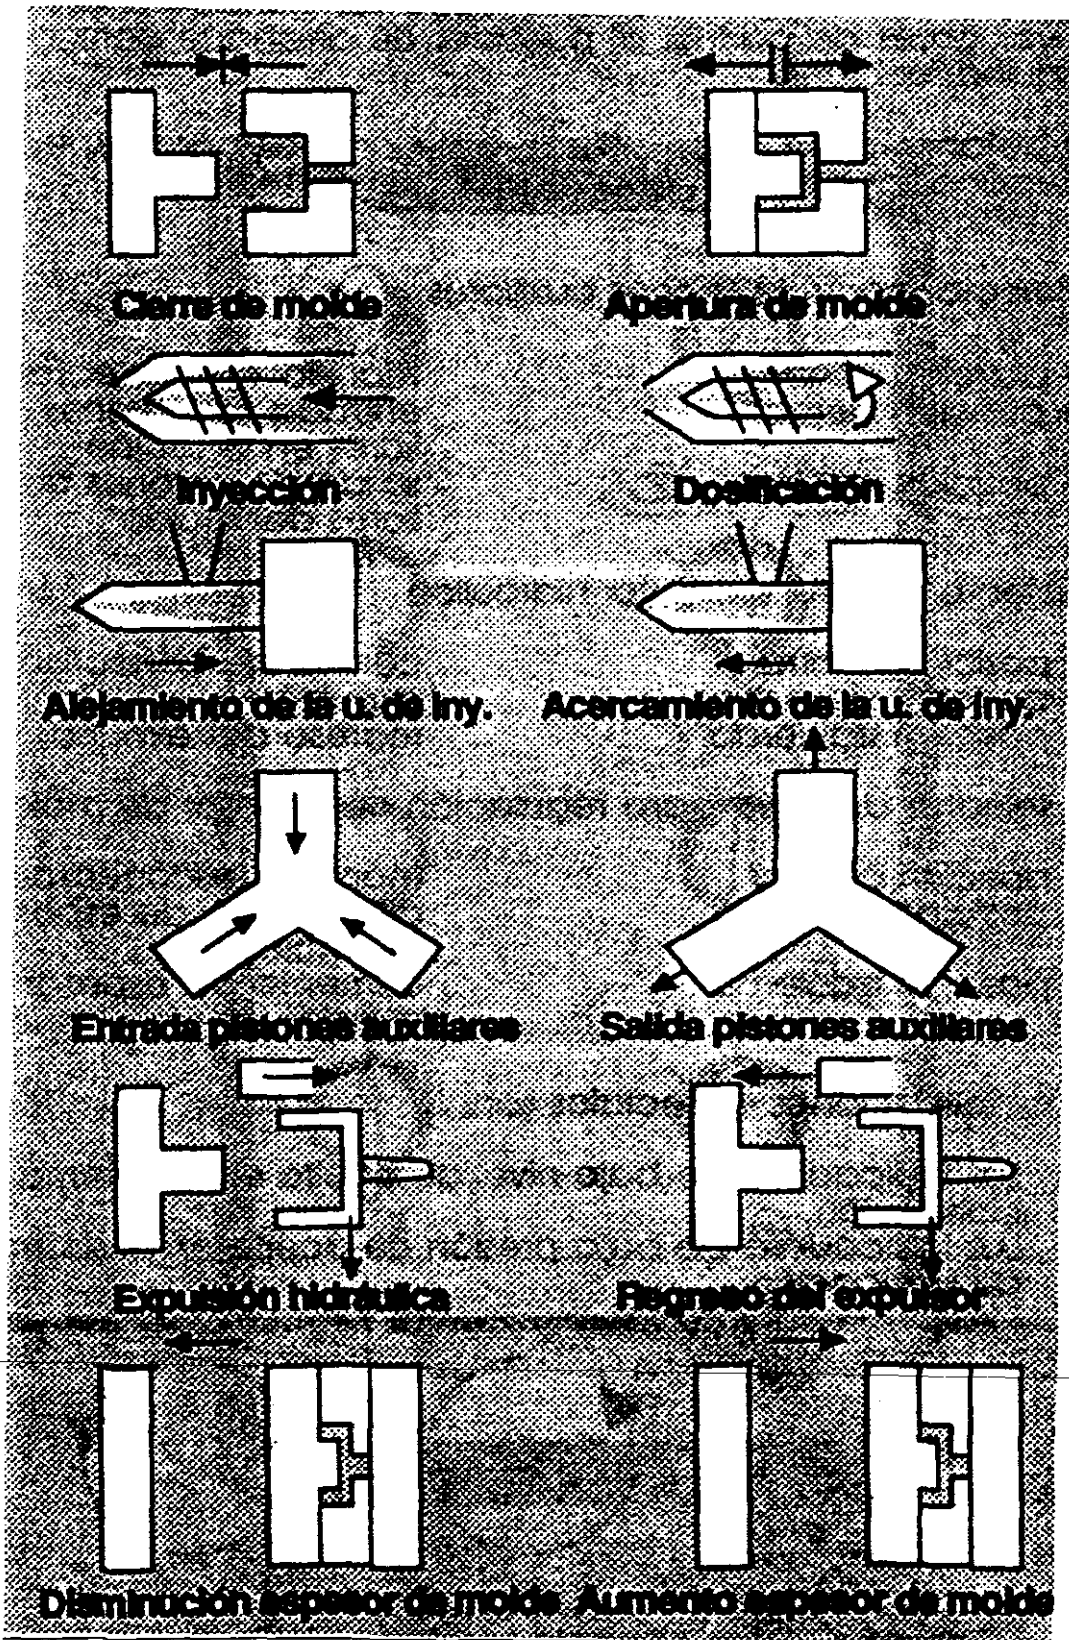 Cierre de molde
Apertura de molde
Inyección
Dosificación
Alejamiento de la u. de iny.
Acercamiento de la u. de iny.
Entrada pistones auxiliares
Salida pistones auxiliares
Expulsión hidráulica
Regreso del expulsor
Disminución espesor de molde
Aumento espesor de molde